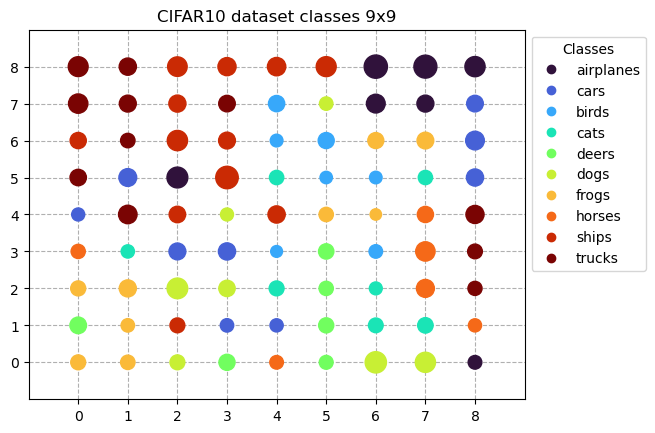 CIFAR10 dataset classes 9x9
8
7
6
5
4
3
2
1
0
0 1 2 3 4 5 6 7 8
Classes
airplanes
cars
birds
cats
deers
dogs
frogs
horses
ships
trucks